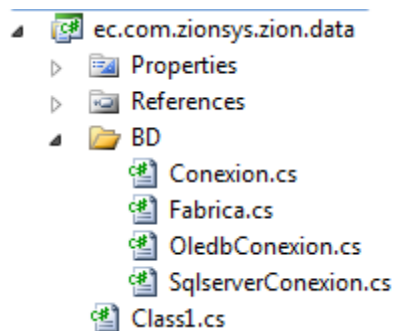 ec.com.zionsys.zion.data
Properties
References
BD
Conexion.cs
Fabrica.cs
OledbConexion.cs
SqlserverConexion.cs
Class1.cs